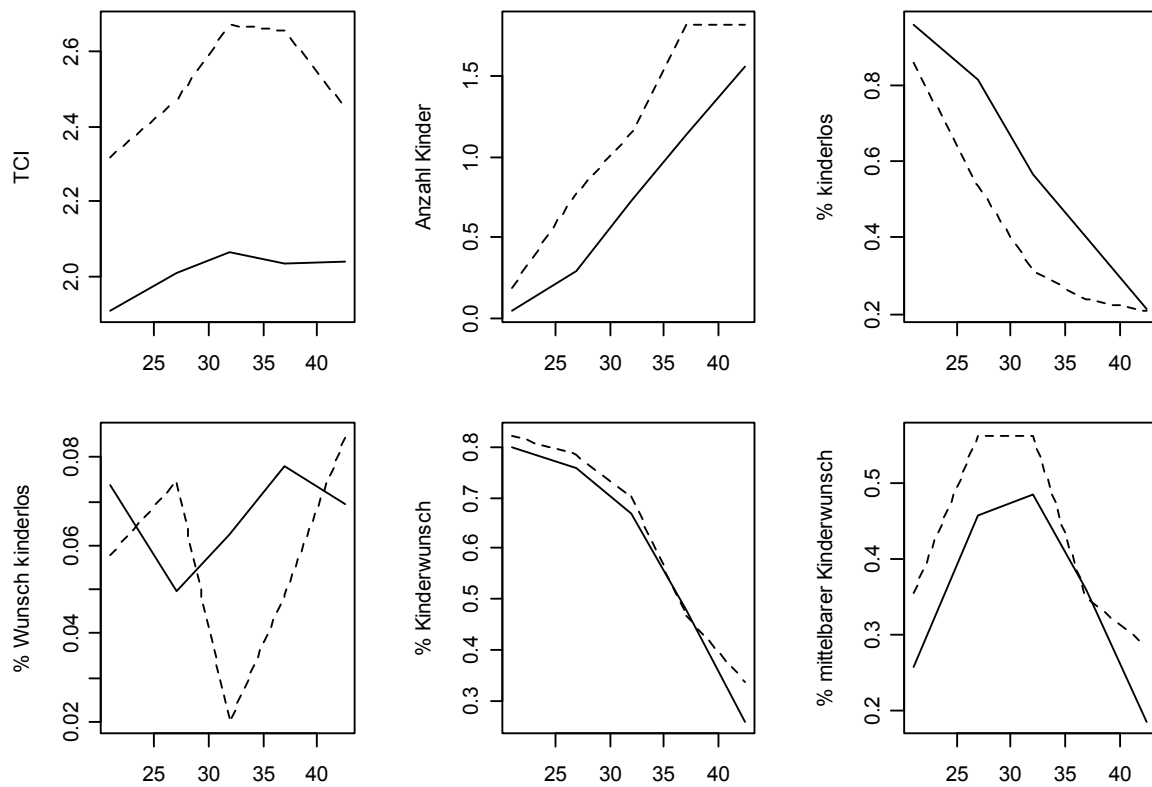 TCI
2.0 2.2 2.4 2.6
25 30 35 40
Anzahl Kinder
0.0 0.5 1.0 1.5
25 30 35 40
% kinderlos
0.2 0.4 0.6 0.8
25 30 35 40
% Wunsch kinderlos
0.02 0.04 0.06 0.08
25 30 35 40
% Kinderwunsch
0.3 0.4 0.5 0.6 0.7 0.8
25 30 35 40
% mittelbarer Kinderwunsch
0.2 0.3 0.4 0.5
25 30 35 40